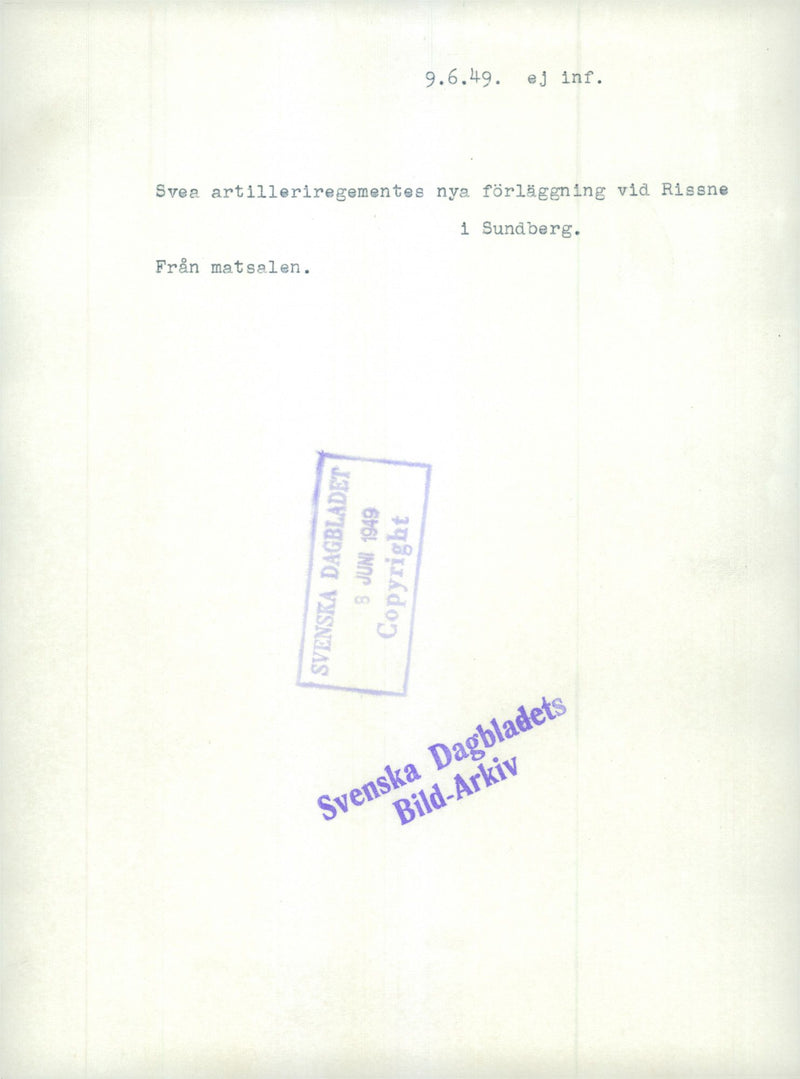 9.6.49. ej inf.
Svea artilleriregementes nya förläggning vid Rissne
i Sundberg.
Från matsalen.
SVENSKA DAGBLADET
8 JUNI 1949
Copyright
Svenska Dagbladets
Bild-Arkiv